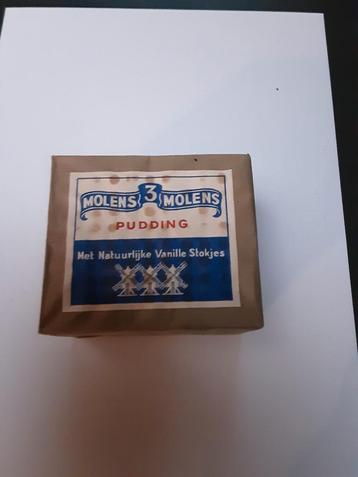 MOLENS 3 MOLENS
PUDDING
Met Natuurlijke Vanille Stokjes